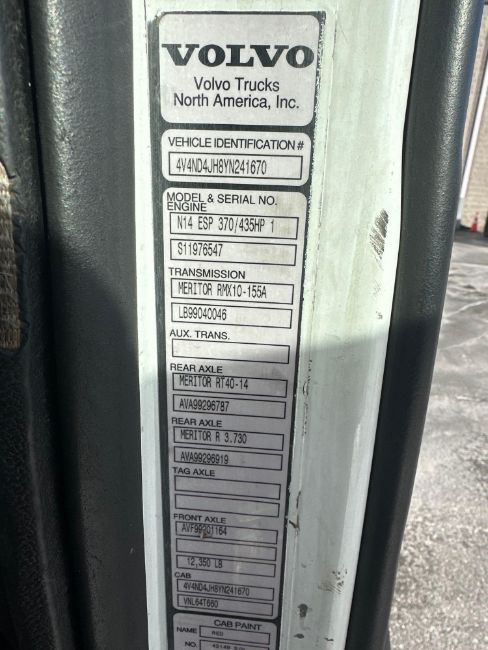 VOLVO
Volvo Trucks
North America, Inc.
VEHICLE IDENTIFICATION #
4V4ND4JH8YN241670
MODEL & SERIAL NO.
ENGINE
N14 ESP 370/435HP 1
S11976547
TRANSMISSION
MERITOR RMX10-155A
LB99040046
AUX. TRANS.
REAR AXLE
MERITOR RT40-14
AVA99296787
REAR AXLE
MERITOR R 3.730
AVA99296919
TAG AXLE
FRONT AXLE
AVF99201164
12,350 LB
CAB
4V4ND4JH8YN241670
VNL64T660
CAB PAINT
NAME RED
NO.